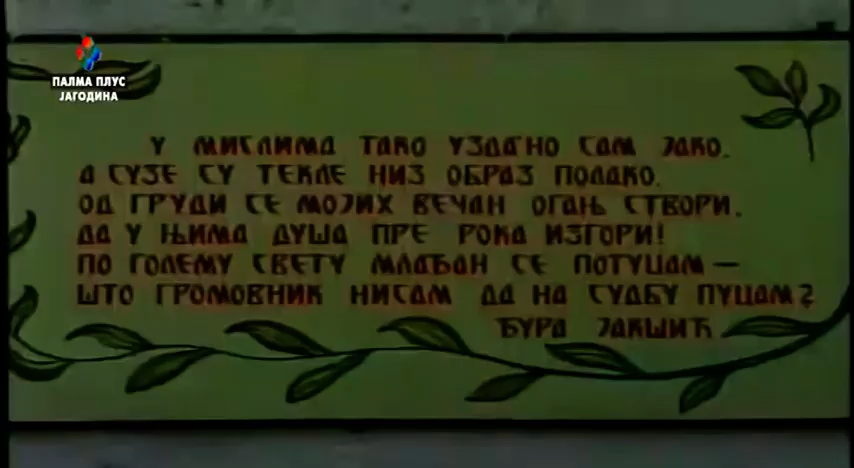 ПАЛМА ПЛУС
ЈАГОДИНА
У МИСЛИМА ТАКО УЗДАН'НО САМ ЈАКО.
А СУЗЕ СУ ТЕКЛЕ НИЗ ОБРАЗ ПОЛАКО.
ОД ГРУДИ СЕ МОЈИХ ВЕЧАН ОГАЊ СТВОРИ.
ДА У ЊИМА ДУША ПРЕ РОКА ИЗГОРИ!
ПО ГОЛЕМУ СВЕТУ МЛАЂАН СЕ ПОТУЦАМ —
ШТО ГРОМОВНИК НИСАМ ДА НА СУДБУ ПУЦАМ?
ЂУРА ЈАКШИЋ